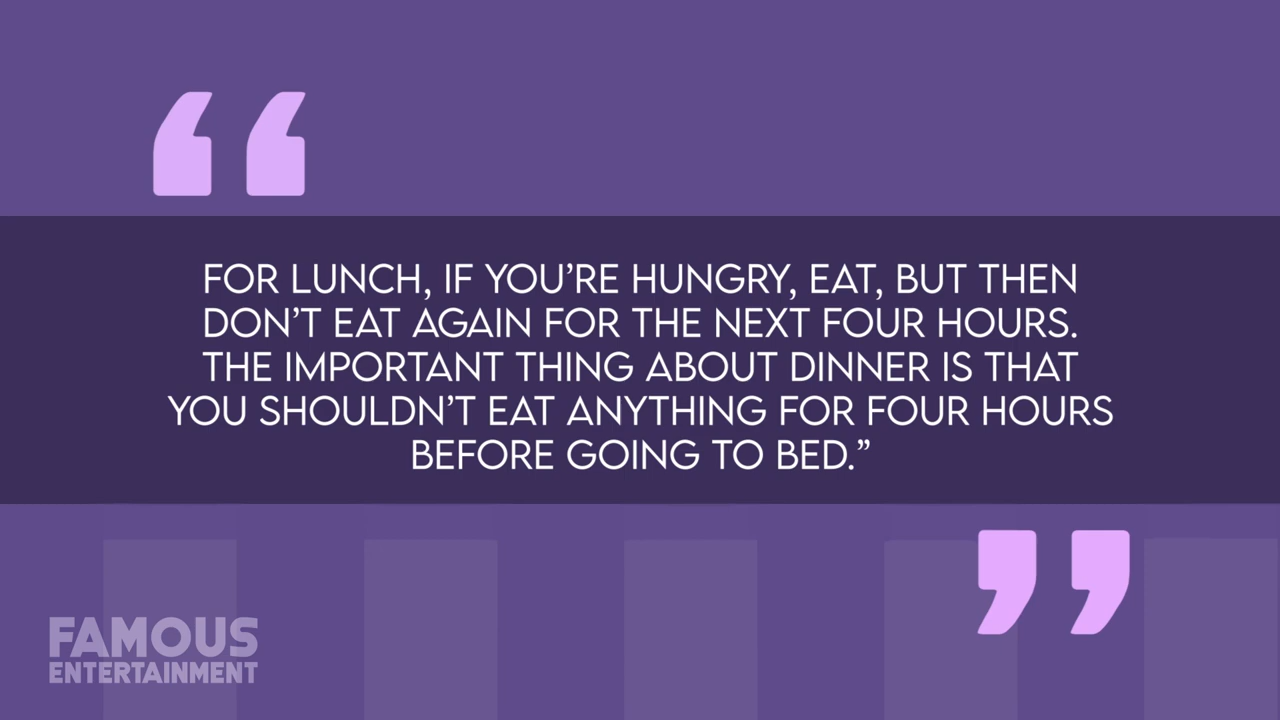 FOR LUNCH, IF YOU’RE HUNGRY, EAT, BUT THEN
DON’T EAT AGAIN FOR THE NEXT FOUR HOURS.
THE IMPORTANT THING ABOUT DINNER IS THAT
YOU SHOULDN’T EAT ANYTHING FOR FOUR HOURS
BEFORE GOING TO BED.”
FAMOUS
ENTERTAINMENT